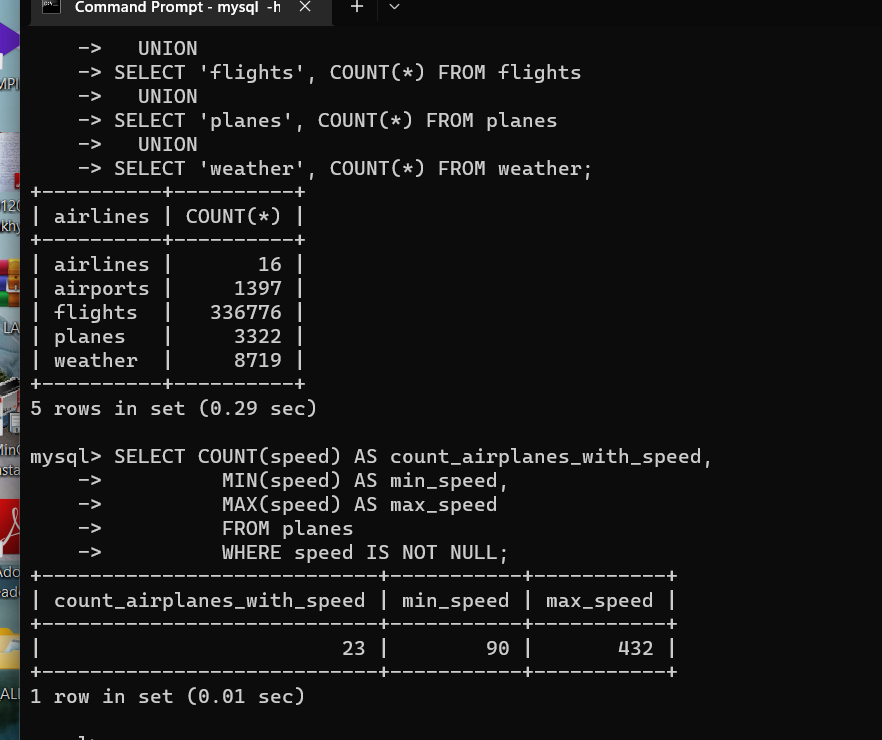 Command Prompt - mysql -h
-> UNION
-> SELECT 'flights', COUNT(*) FROM flights
-> UNION
-> SELECT 'planes', COUNT(*) FROM planes
-> UNION
-> SELECT 'weather', COUNT(*) FROM weather;
+----------+----------+
| airlines | COUNT(*) |
+----------+----------+
| airlines | 16 |
| airports | 1397 |
| flights | 336776 |
| planes | 3322 |
| weather | 8719 |
+----------+----------+
5 rows in set (0.29 sec)
mysql> SELECT COUNT(speed) AS count_airplanes_with_speed,
-> MIN(speed) AS min_speed,
-> MAX(speed) AS max_speed
-> FROM planes
-> WHERE speed IS NOT NULL;
+----------------------------+-----------+-----------+
| count_airplanes_with_speed | min_speed | max_speed |
+----------------------------+-----------+-----------+
| 23 | 90 | 432 |
+----------------------------+-----------+-----------+
1 row in set (0.01 sec)